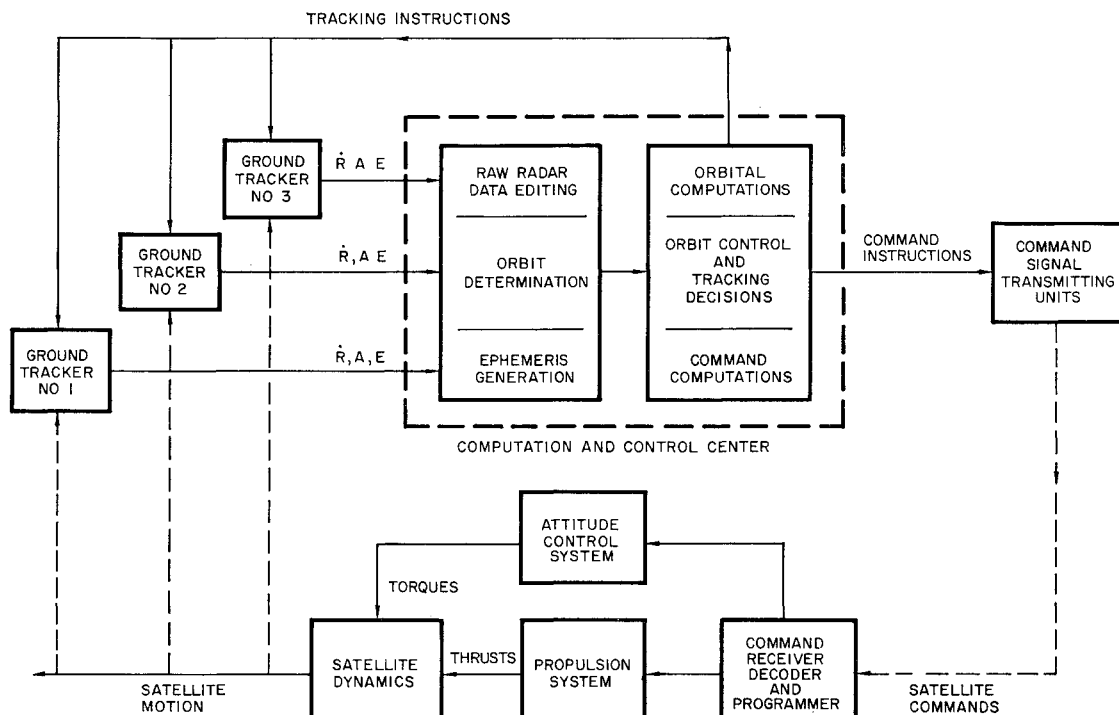 TRACKING INSTRUCTIONS
GROUND
TRACKER
NO 3
Ṙ A E
GROUND
TRACKER
NO 2
Ṙ, A E
GROUND
TRACKER
NO 1
Ṙ, A, E
RAW RADAR
DATA EDITING
ORBIT
DETERMINATION
EPHEMERIS
GENERATION
ORBITAL
COMPUTATIONS
ORBIT CONTROL
AND
TRACKING
DECISIONS
COMMAND
COMPUTATIONS
COMMAND
INSTRUCTIONS
COMMAND
SIGNAL
TRANSMITTING
UNITS
COMPUTATION AND CONTROL CENTER
ATTITUDE
CONTROL
SYSTEM
TORQUES
SATELLITE
DYNAMICS
THRUSTS
PROPULSION
SYSTEM
COMMAND
RECEIVER
DECODER
AND
PROGRAMMER
SATELLITE
MOTION
SATELLITE
COMMANDS